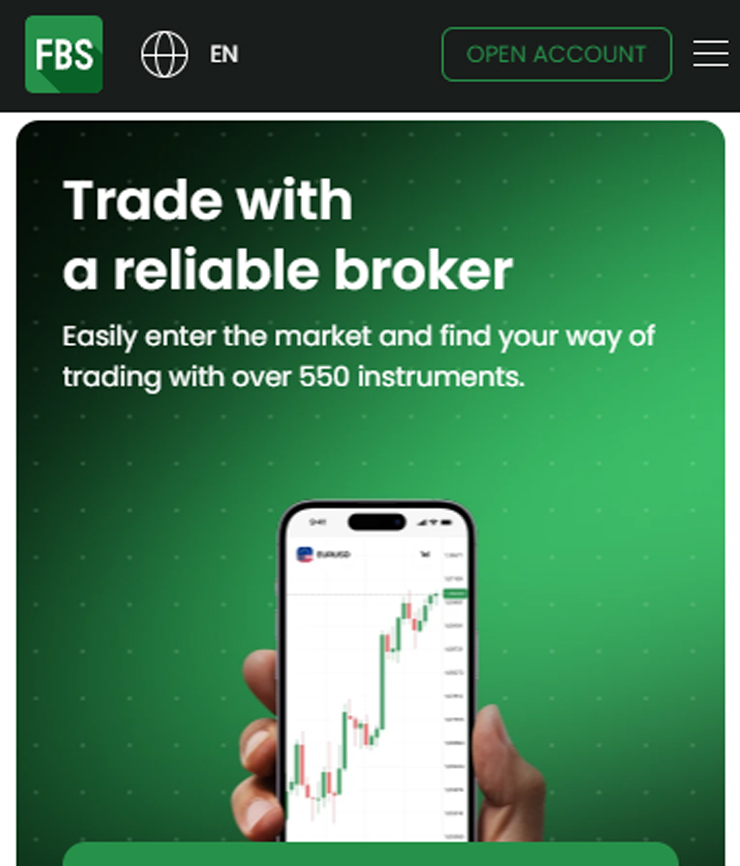 FBS
EN
OPEN ACCOUNT
Trade with
a reliable broker
Easily enter the market and find your way of
trading with over 550 instruments.
9:41
EURUSD
1D